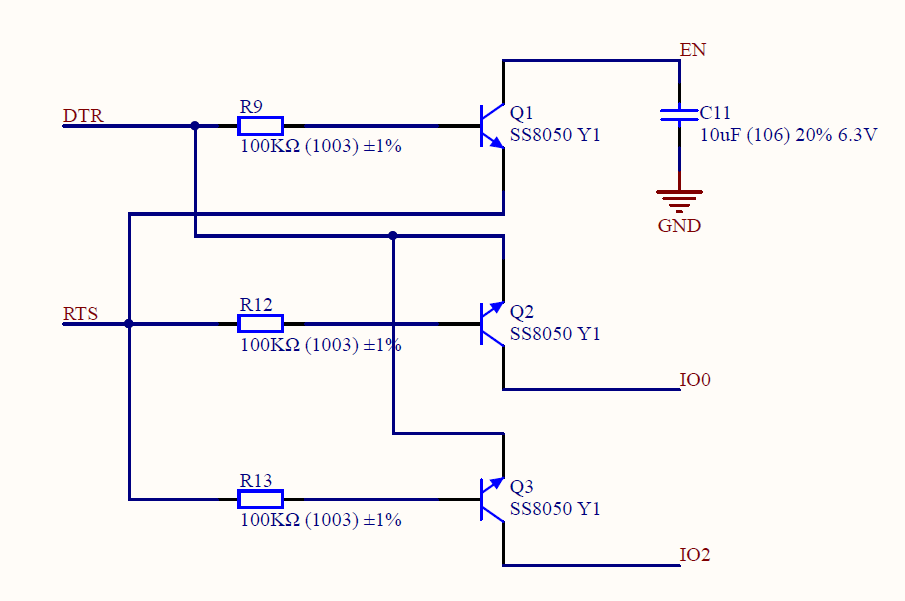 EN
DTR
R9
100KΩ (1003) ±1%
Q1
SS8050 Y1
C11
10uF (106) 20% 6.3V
GND
RTS
R12
100KΩ (1003) ±1%
Q2
SS8050 Y1
IO0
R13
100KΩ (1003) ±1%
Q3
SS8050 Y1
IO2